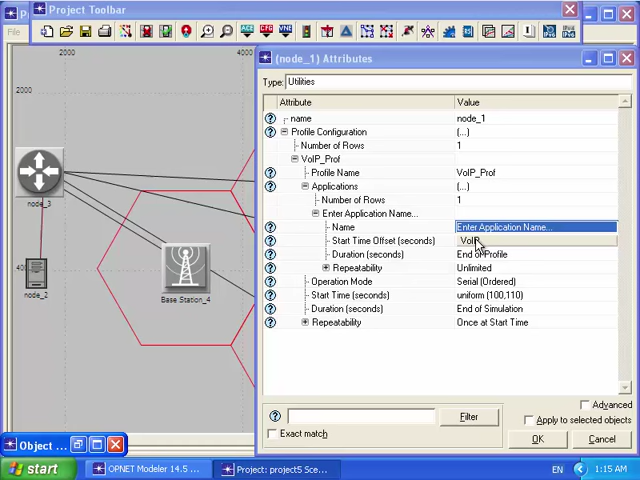 Project Toolbar
File
2000
4000
2000
node_3
node_2
Base Station_4
(node_1) Attributes
Type: Utilities
Attribute Value
name node_1
Profile Configuration (...)
Number of Rows 1
VoIP_Prof
Profile Name VoIP_Prof
Applications (...)
Number of Rows 1
Enter Application Name...
Name Enter Application Name...
Start Time Offset (seconds) VoIP
Duration (seconds) End of Profile
Repeatability Unlimited
Operation Mode Serial (Ordered)
Start Time (seconds) uniform (100,110)
Duration (seconds) End of Simulation
Repeatability Once at Start Time
Advanced
Filter
Apply to selected objects
Exact match
OK Cancel
Object ...
start OPNET Modeler 14.5 ... Project: project5 Sce... EN 1:15 AM